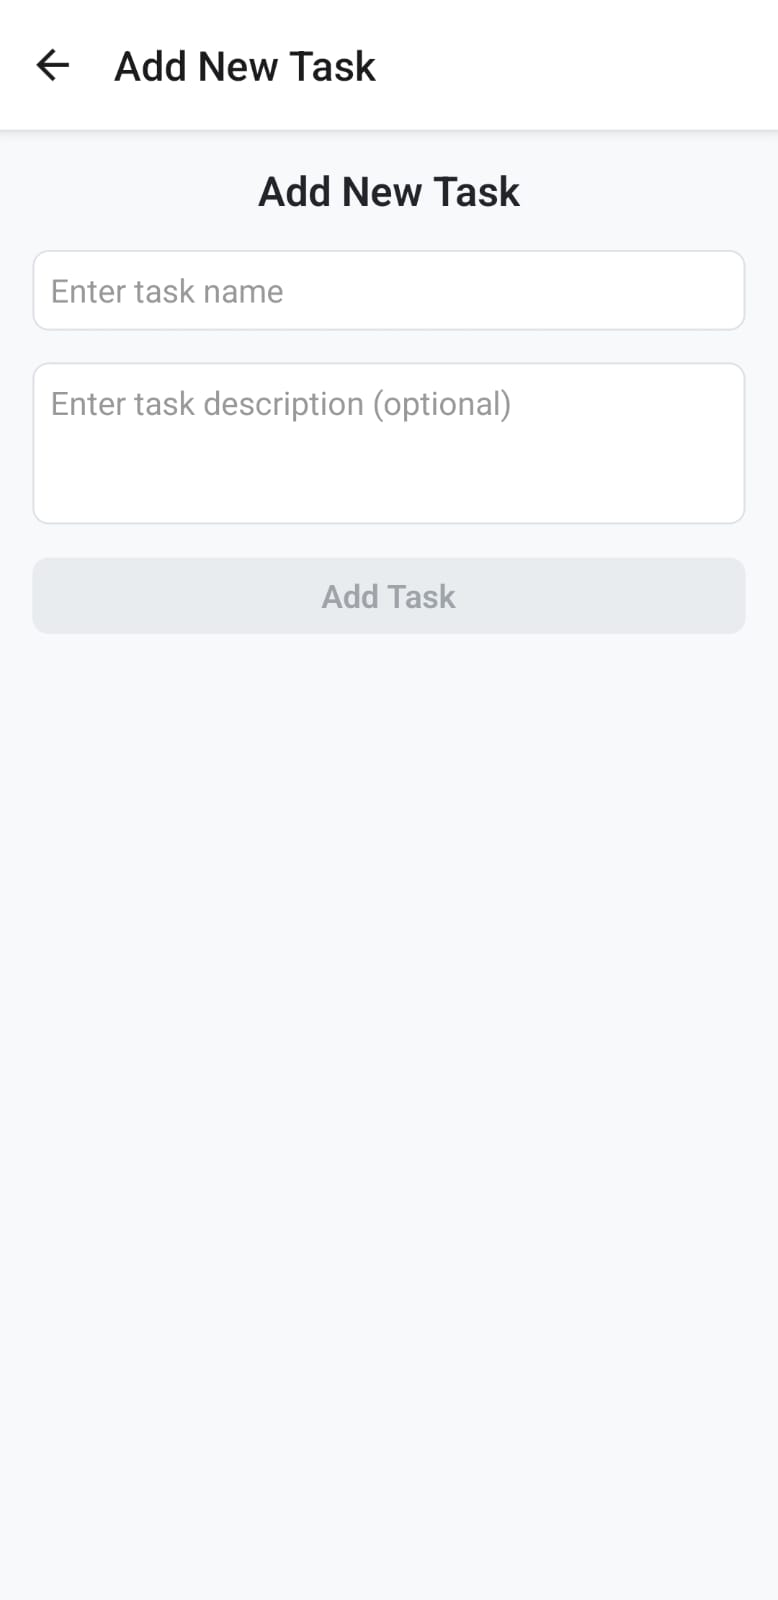 Add New Task
Add New Task
Enter task name
Enter task description (optional)
Add Task